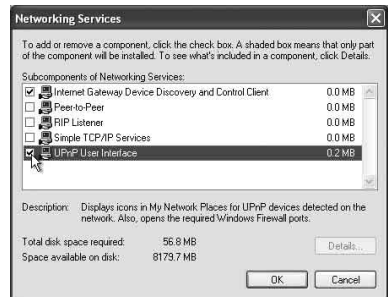 Networking Services
To add or remove a component, click the check box. A shaded box means that only part
of the component will be installed. To see what's included in a component, click Details.
Subcomponents of Networking Services:
Internet Gateway Device Discovery and Control Client 0.0 MB
Peer-to-Peer 0.0 MB
RIP Listener 0.0 MB
Simple TCP/IP Services 0.0 MB
UPnP User Interface 0.2 MB
Description: Displays icons in My Network Places for UPnP devices detected on the
network. Also, opens the required Windows Firewall ports.
Total disk space required: 56.8 MB
Space available on disk: 8179.7 MB
Details...
OK Cancel